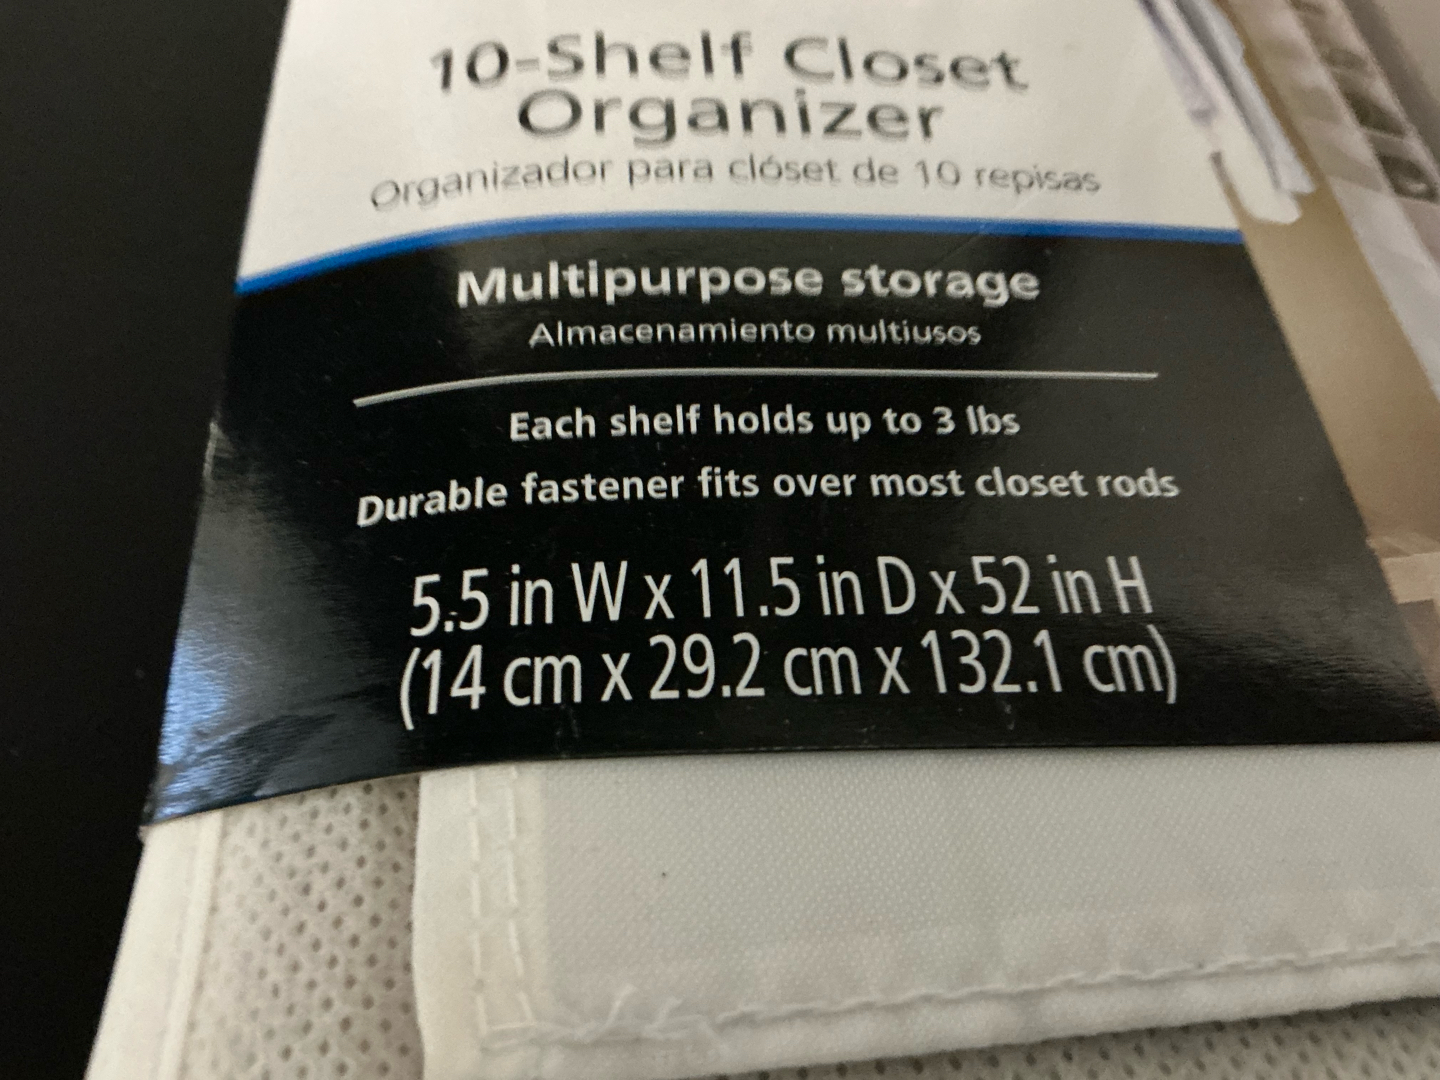 10-Shelf Closet
Organizer
Organizador para clóset de 10 repisas
Multipurpose storage
Almacenamiento multiusos
Each shelf holds up to 3 lbs
Durable fastener fits over most closet rods
5.5 in W x 11.5 in D x 52 in H
(14 cm x 29.2 cm x 132.1 cm)